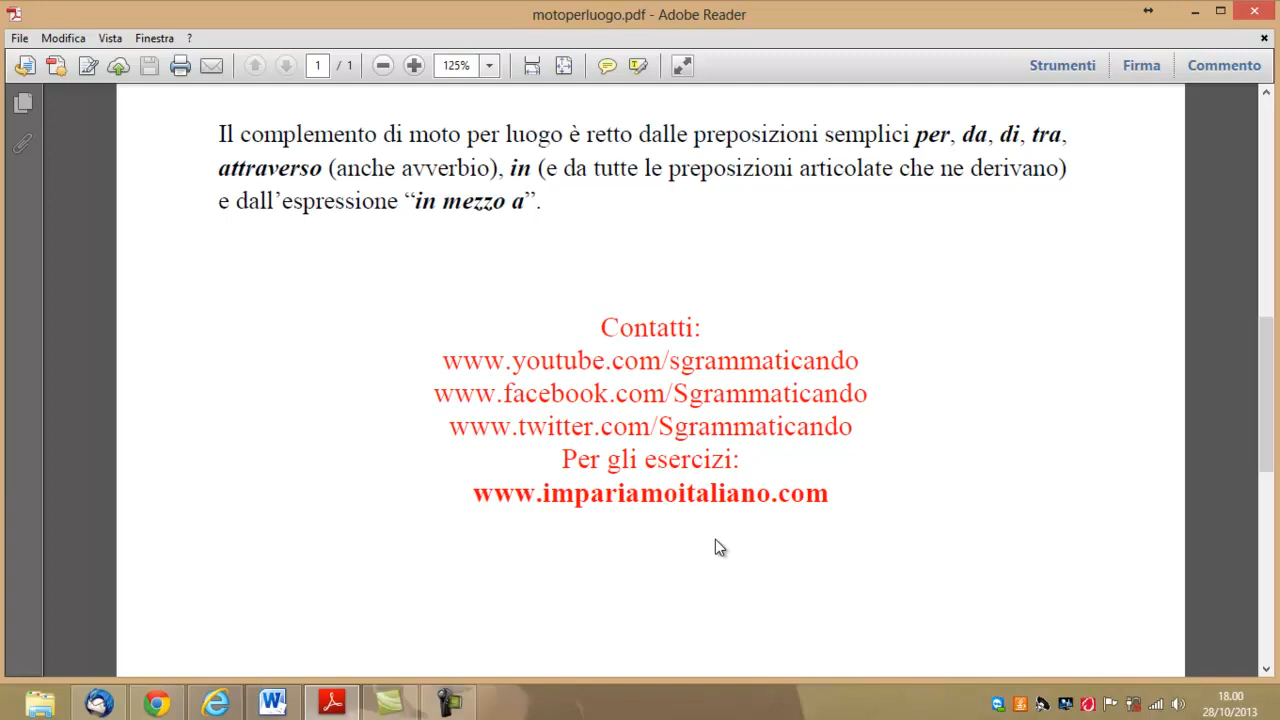 motoperluogo.pdf - Adobe Reader
File Modifica Vista Finestra ?
1 / 1 125% Strumenti Firma Commento
Il complemento di moto per luogo è retto dalle preposizioni semplici per, da, di, tra,
attraverso (anche avverbio), in (e da tutte le preposizioni articolate che ne derivano)
e dall’espressione “in mezzo a”.
Contatti:
www.youtube.com/sgrammaticando
www.facebook.com/Sgrammaticando
www.twitter.com/Sgrammaticando
Per gli esercizi:
www.impariamoitaliano.com
18.00
28/10/2013